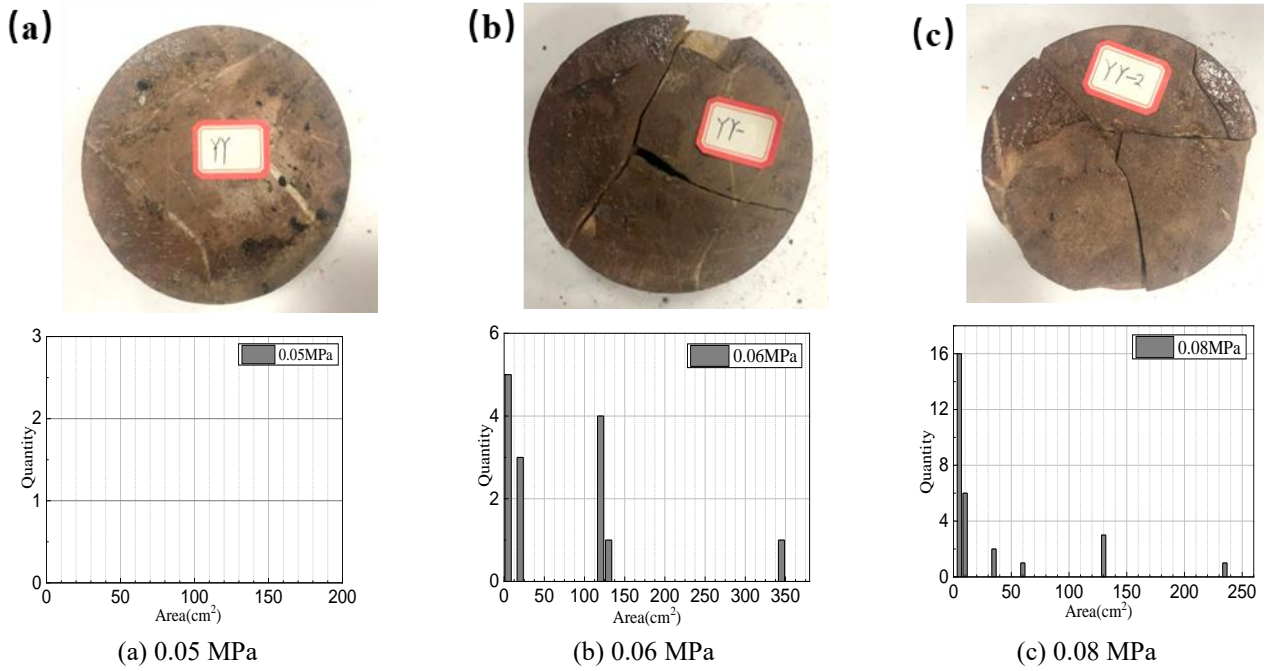 (a)
(b)
(c)
YY
YY-
YY-2
3
2
1
0
Quantity
0.05MPa
0
50
100
150
200
Area(cm²)
6
4
2
0
Quantity
0.06MPa
0
50
100
150
200
250
300
350
Area(cm²)
16
12
8
4
0
Quantity
0.08MPa
0
50
100
150
200
250
Area(cm²)
(a) 0.05 MPa
(b) 0.06 MPa
(c) 0.08 MPa